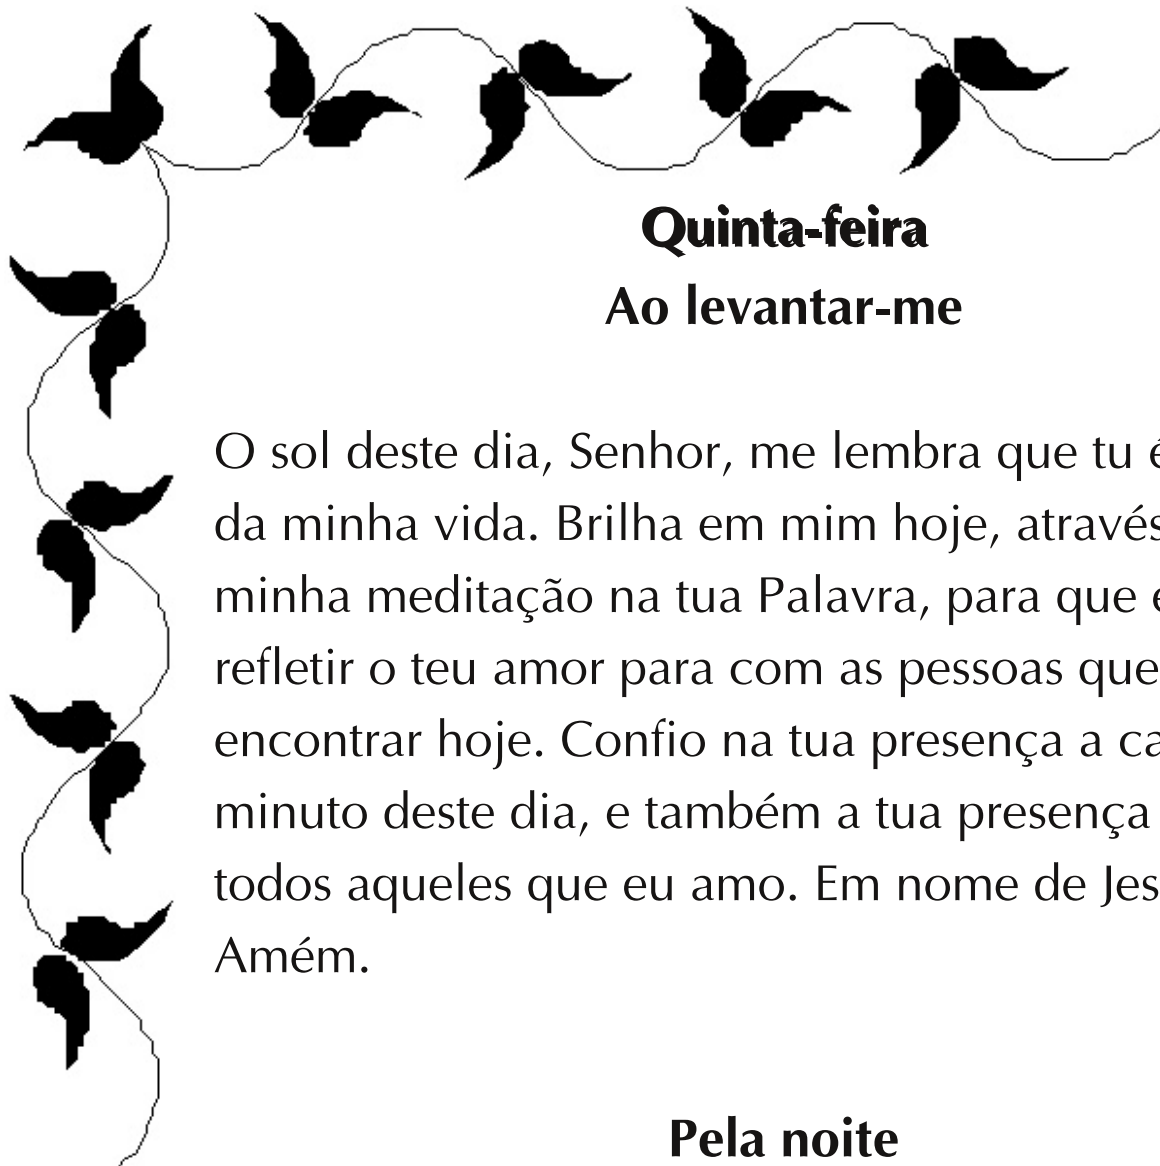 Quinta-feira
Ao levantar-me
O sol deste dia, Senhor, me lembra que tu
da minha vida. Brilha em mim hoje, através
minha meditação na tua Palavra, para que
refletir o teu amor para com as pessoas que
encontrar hoje. Confio na tua presença a
minuto deste dia, e também a tua presença
todos aqueles que eu amo. Em nome de
Amém.
Pela noite